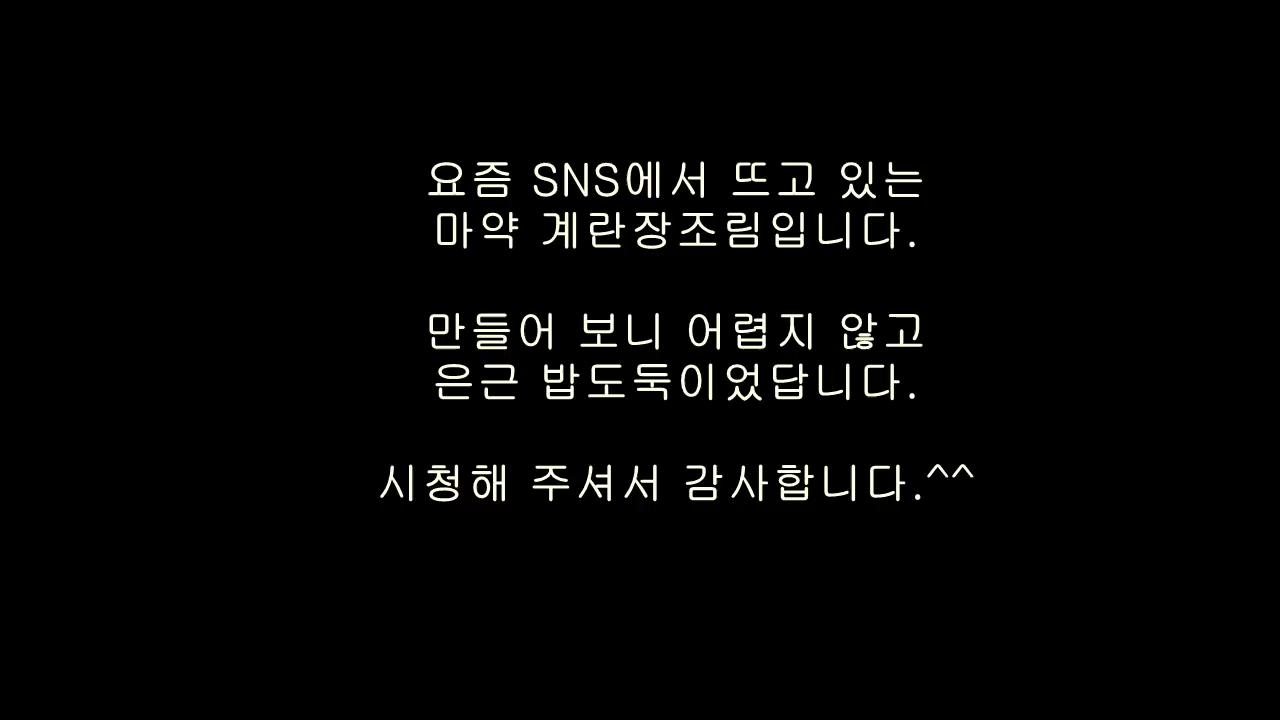 요즘 SNS에서 뜨고 있는
마약 계란장조림입니다.
만들어 보니 어렵지 않고
은근 밥도둑이었답니다.
시청해 주셔서 감사합니다.^^